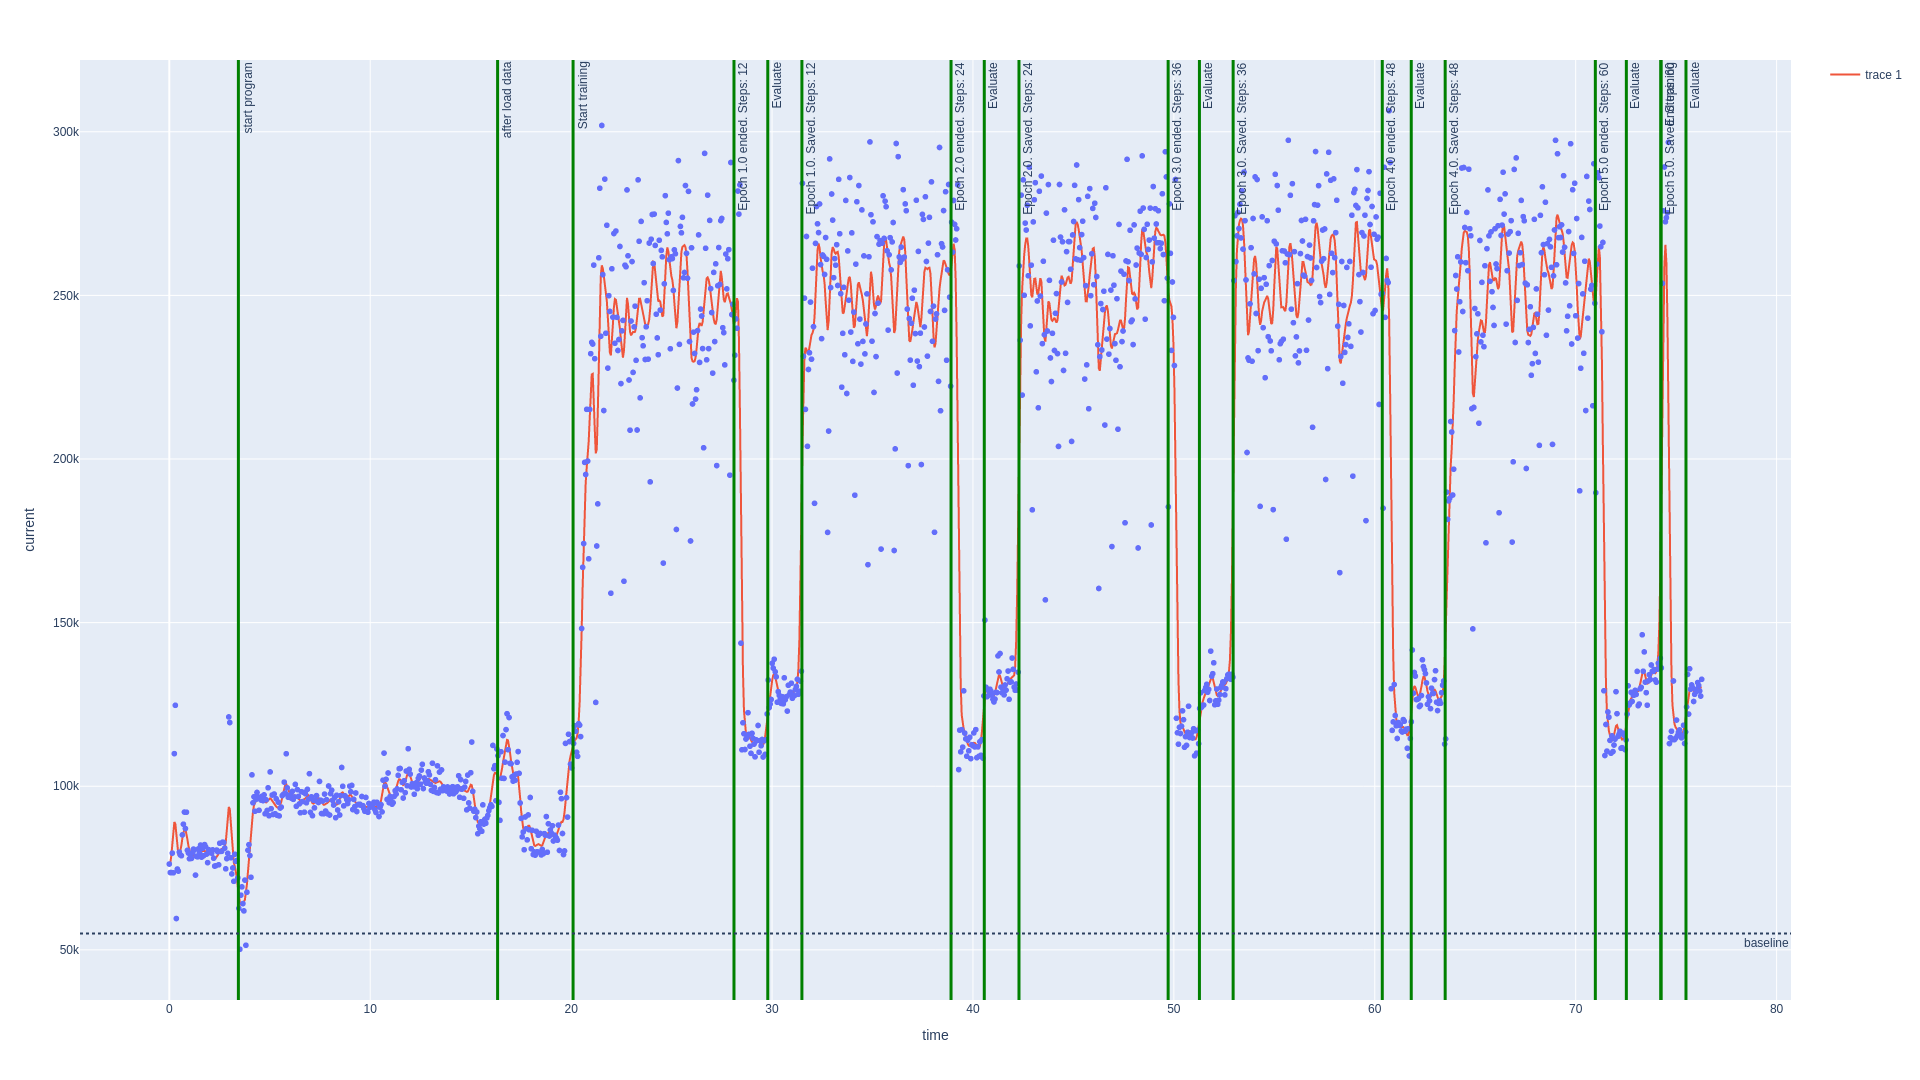 start program
after load data
Start training
Epoch 1.0 ended. Steps: 12
Evaluate
Epoch 1.0. Saved. Steps: 12
Epoch 2.0 ended. Steps: 24
Evaluate
Epoch 2.0. Saved. Steps: 24
Epoch 3.0 ended. Steps: 36
Evaluate
Epoch 3.0. Saved. Steps: 36
Epoch 4.0 ended. Steps: 48
Evaluate
Epoch 4.0. Saved. Steps: 48
Epoch 5.0 ended. Steps: 60
Evaluate
Epoch 5.0. Saved.
Evaluate
trace 1
300k
250k
200k
150k
100k
50k
current
baseline
0
10
20
30
40
50
60
70
80
time